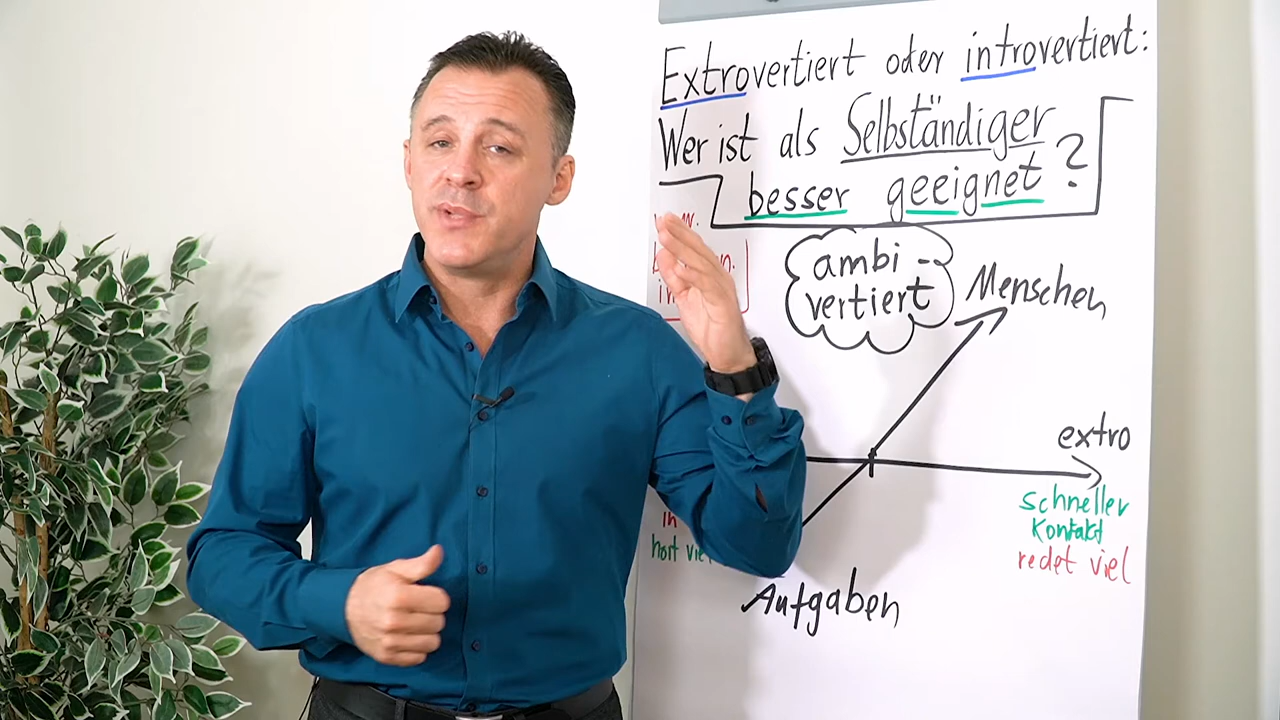 Extrovertiert oder introvertiert:
Wer ist als Selbständiger
besser geeignet?
ambi-
vertiert
Menschen
extro
schneller
Kontakt
redet viel
in
hört
Aufgaben